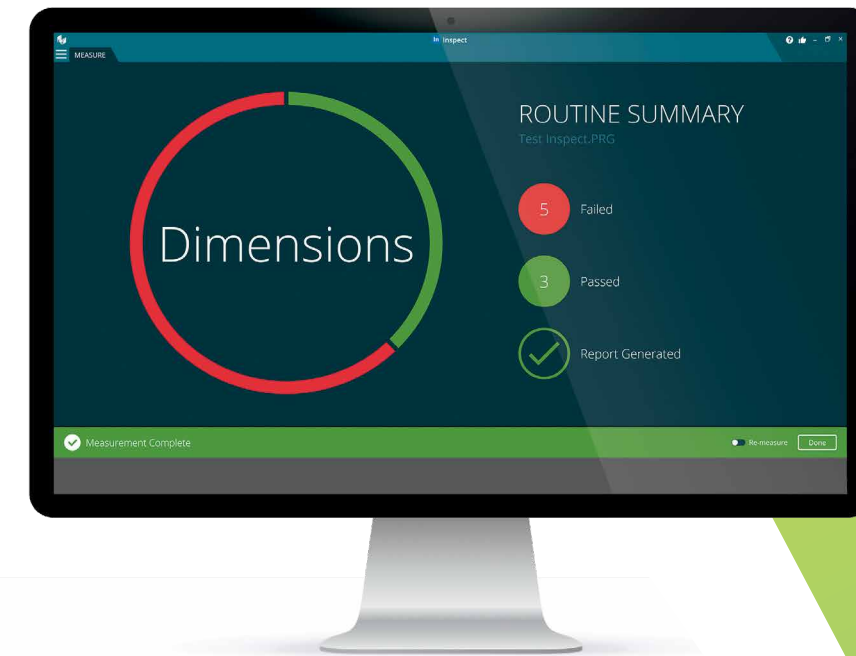 In Inspect
MEASURE
ROUTINE SUMMARY
Test Inspect.PRG
Dimensions
5 Failed
3 Passed
Report Generated
Measurement Complete
Re-measure Done